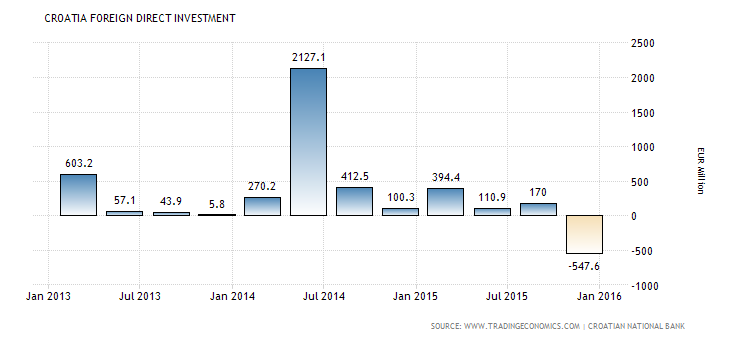 CROATIA FOREIGN DIRECT INVESTMENT
2500
2127.1
2000
1500
1000
EUR Million
603.2
57.1
43.9
5.8
270.2
412.5
100.3
394.4
110.9
170
500
0
-500
-547.6
-1000
Jan 2013
Jul 2013
Jan 2014
Jul 2014
Jan 2015
Jul 2015
Jan 2016
SOURCE: WWW.TRADINGECONOMICS.COM | CROATIAN NATIONAL BANK